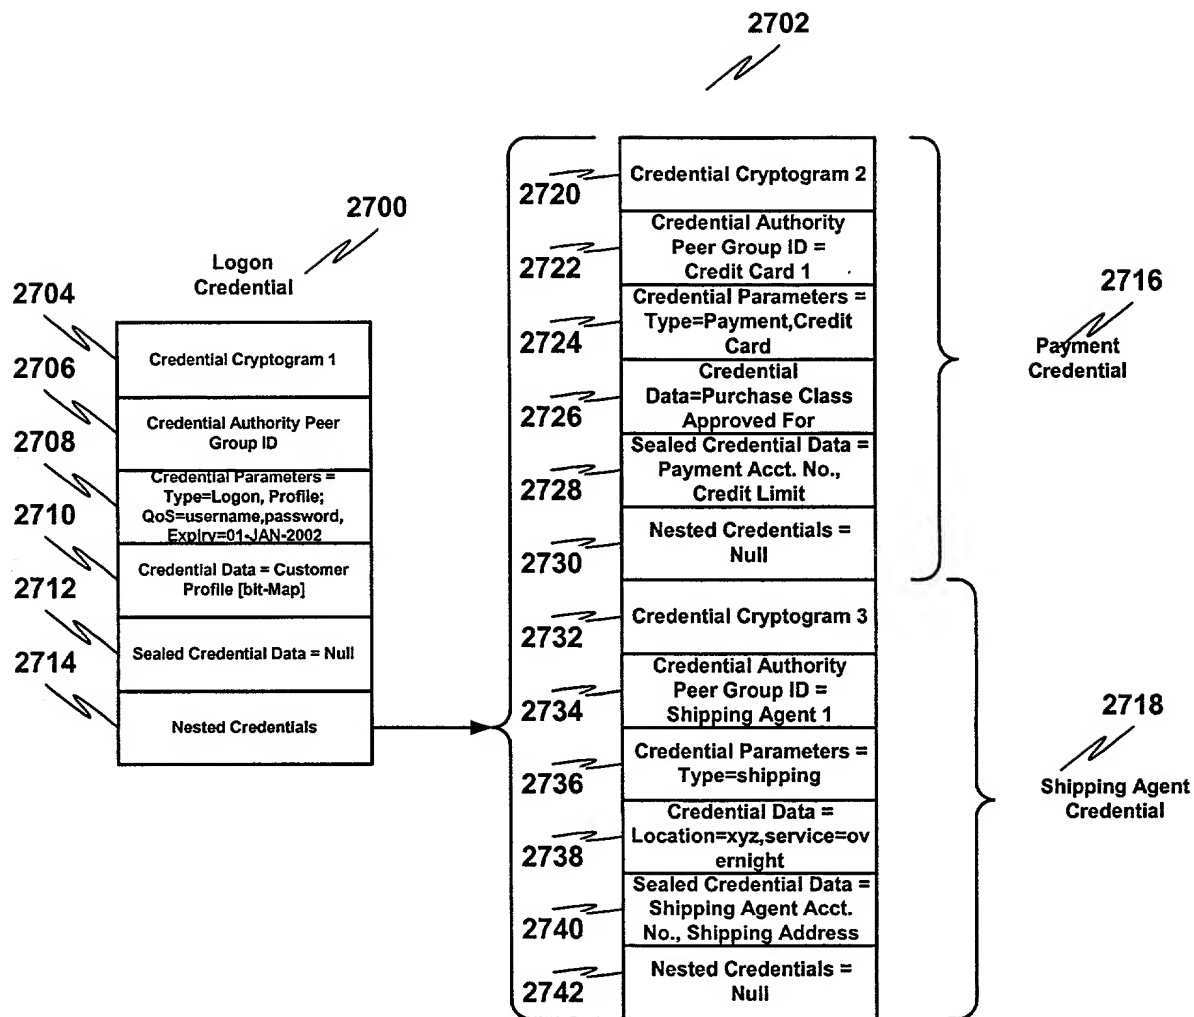 2702
2700
Logon
Credential
2704
Credential Cryptogram 1
2706
Credential Authority Peer
Group ID
2708
Credential Parameters =
Type=Logon, Profile;
QoS=username,password,
Expiry=01-JAN-2002
2710
Credential Data = Customer
Profile [bit-Map]
2712
Sealed Credential Data = Null
2714
Nested Credentials
2720
Credential Cryptogram 2
2722
Credential Authority
Peer Group ID =
Credit Card 1
2724
Credential Parameters =
Type=Payment,Credit
Card
2726
Credential
Data=Purchase Class
Approved For
2728
Sealed Credential Data =
Payment Acct. No.,
Credit Limit
2730
Nested Credentials =
Null
2716
Payment
Credential
2732
Credential Cryptogram 3
2734
Credential Authority
Peer Group ID =
Shipping Agent 1
2736
Credential Parameters =
Type=shipping
2738
Credential Data =
Location=xyz,service=ov
ernight
2740
Sealed Credential Data =
Shipping Agent Acct.
No., Shipping Address
2742
Nested Credentials =
Null
2718
Shipping Agent
Credential